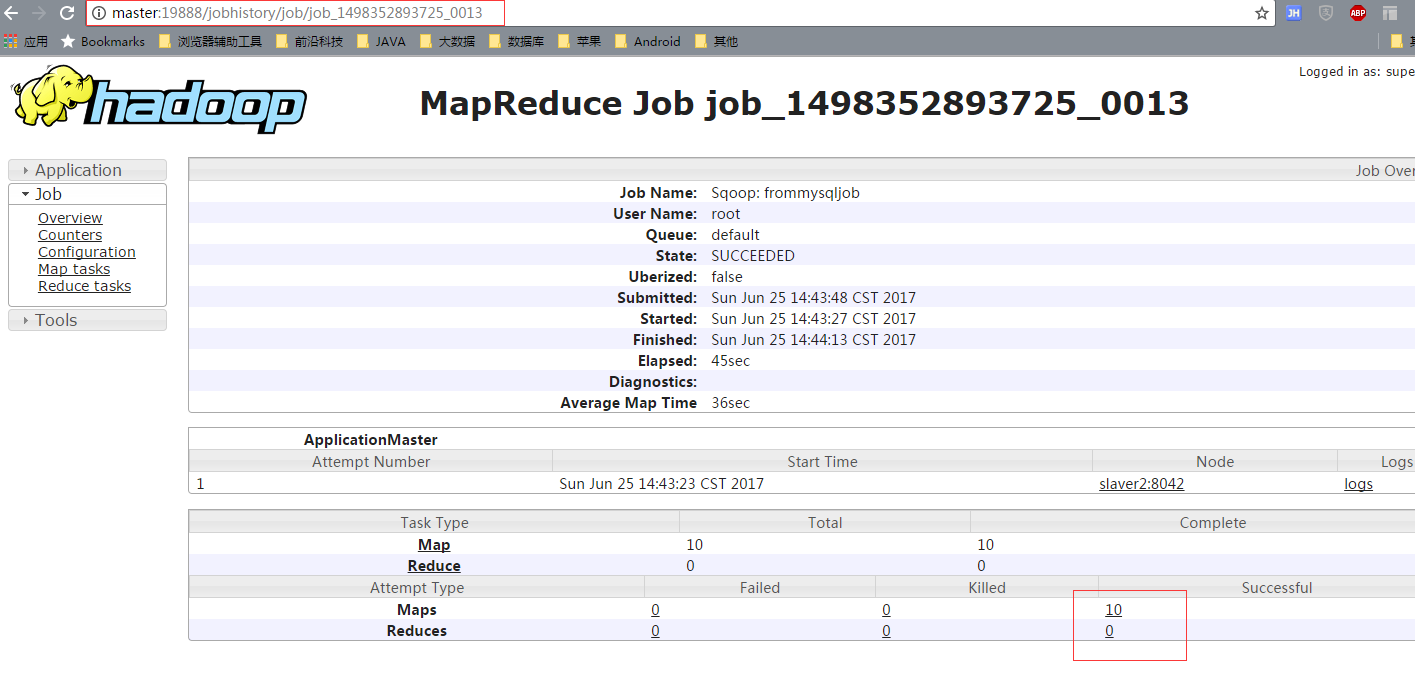 master:19888/jobhistory/job/job_1498352893725_0013
JH ABP
应用 Bookmarks 浏览器辅助工具 前沿科技 JAVA 大数据 数据库 苹果 Android 其他
Logged in as: supe
hadoop
MapReduce Job job_1498352893725_0013
Application
Job
Overview
Counters
Configuration
Map tasks
Reduce tasks
Tools
Job Over
Job Name: Sqoop: frommysqljob
User Name: root
Queue: default
State: SUCCEEDED
Uberized: false
Submitted: Sun Jun 25 14:43:48 CST 2017
Started: Sun Jun 25 14:43:27 CST 2017
Finished: Sun Jun 25 14:44:13 CST 2017
Elapsed: 45sec
Diagnostics:
Average Map Time 36sec
ApplicationMaster
Attempt Number Start Time Node Logs
1 Sun Jun 25 14:43:23 CST 2017 slaver2:8042 logs
Task Type Total Complete
Map 10 10
Reduce 0 0
Attempt Type Failed Killed Successful
Maps 0 0 10
Reduces 0 0 0